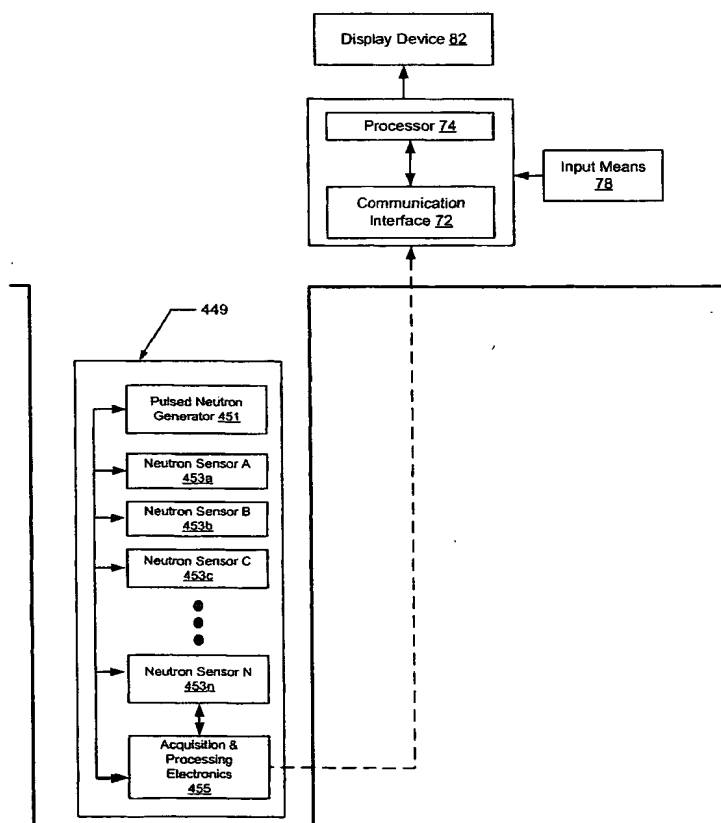 Display Device 82
Processor 74
Communication
Interface 72
Input Means
78
449
Pulsed Neutron
Generator 451
Neutron Sensor A
453a
Neutron Sensor B
453b
Neutron Sensor C
453c
Neutron Sensor N
453n
Acquisition &
Processing
Electronics
455